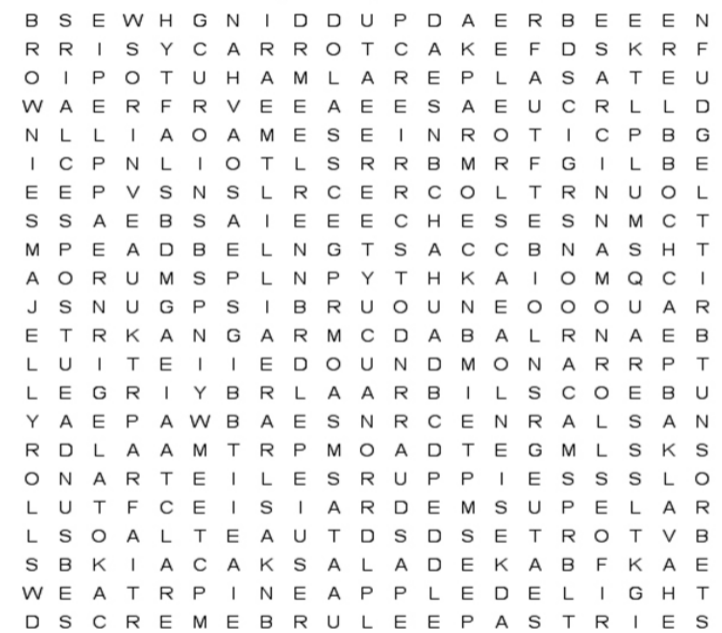 B S E W H G N I D D U P D A E R B E E E N
R R I S Y C A R R O T C A K E F D S K R F
O I P O T U H A M L A R E P L A S A T E U
W A E R F R V E E A E E S A E U C R L L D
N L L I A O A M E S E I N R O T I C P B G
I C P N L I O T L S R R B M R F G I L B E
E E P V S N S L R C E R C O L T R N U O L
S S A E B S A I E E E C H E S E S N M C T
M P E A D B E L N G T S A C C B N A S H T
A O R U M S P L N P Y T H K A I O M Q C I
J S N U G P S I B R U O U N E O O O U A R
E T R K A N G A R M C D A B A L R N A E B
L U I T E I I E D O U N D M O N A R R P T
L E G R I Y B R L A A R B I L S C O E B U
Y A E P A W B A E S N R C E N R A L S A N
R D L A A M T R P M O A D T E G M L S K S
O N A R T E I L E S R U P P I E S S S L O
L U T F C E I S I A R D E M S U P E L A R
L S O A L T E A U T D S D S E T R O T V B
S B K I A C A K S A L A D E K A B F K A E
W E A T R P I N E A P P L E D E L I G H T
D S C R E M E B R U L E E P A S T R I E S